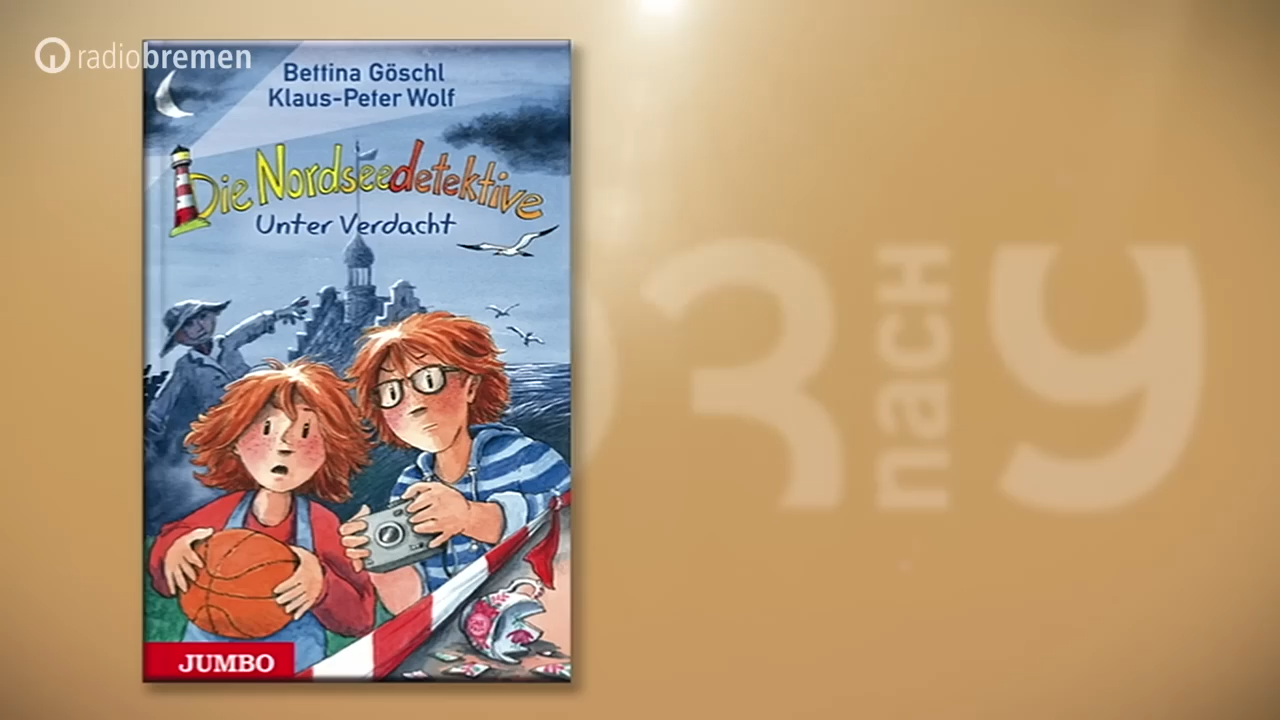 radiobremen
Bettina Göschl
Klaus-Peter Wolf
Die Nordseedetektive
Unter Verdacht
JUMBO
3 nach 9